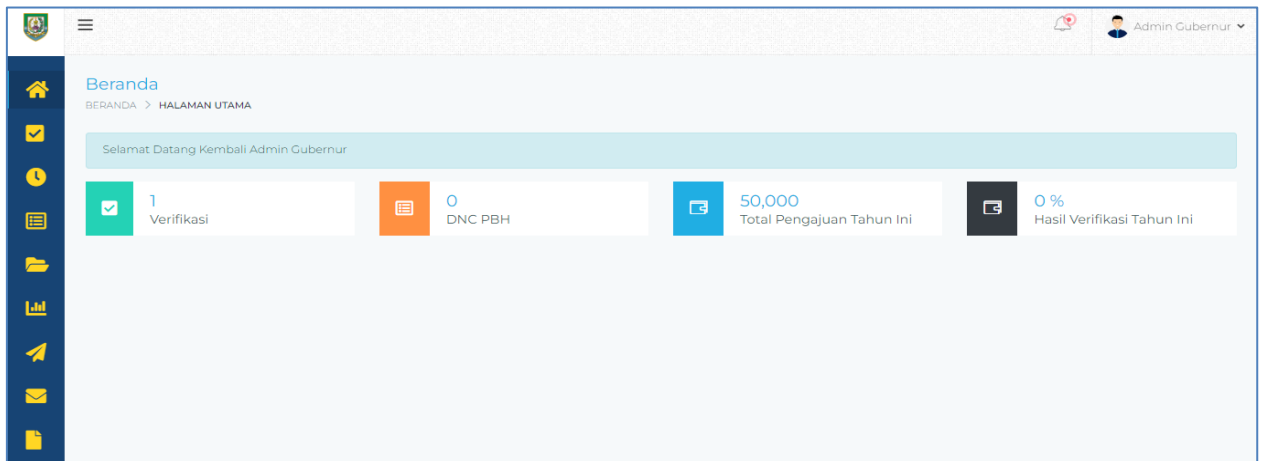 Admin Gubernur
Beranda
BERANDA > HALAMAN UTAMA
Selamat Datang Kembali Admin Gubernur
1
Verifikasi
0
DNC PBH
50,000
Total Pengajuan Tahun Ini
0 %
Hasil Verifikasi Tahun Ini